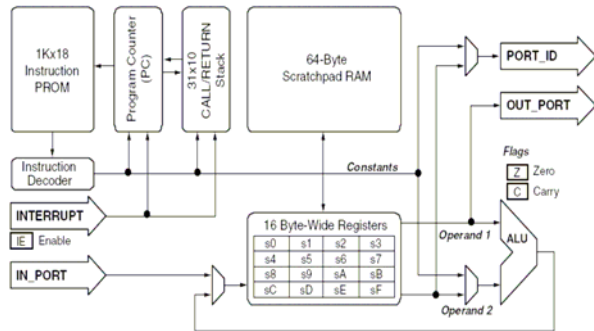 1Kx18
Instruction
PROM
Program Counter
(PC)
31x10
CALL/RETURN
Stack
64-Byte
Scratchpad RAM
PORT_ID
OUT_PORT
Instruction
Decoder
Constants
Flags
Z Zero
C Carry
INTERRUPT
IE Enable
16 Byte-Wide Registers
s0 s1 s2 s3
s4 s5 s6 s7
s8 s9 sA sB
sC sD sE sF
Operand 1
ALU
IN_PORT
Operand 2